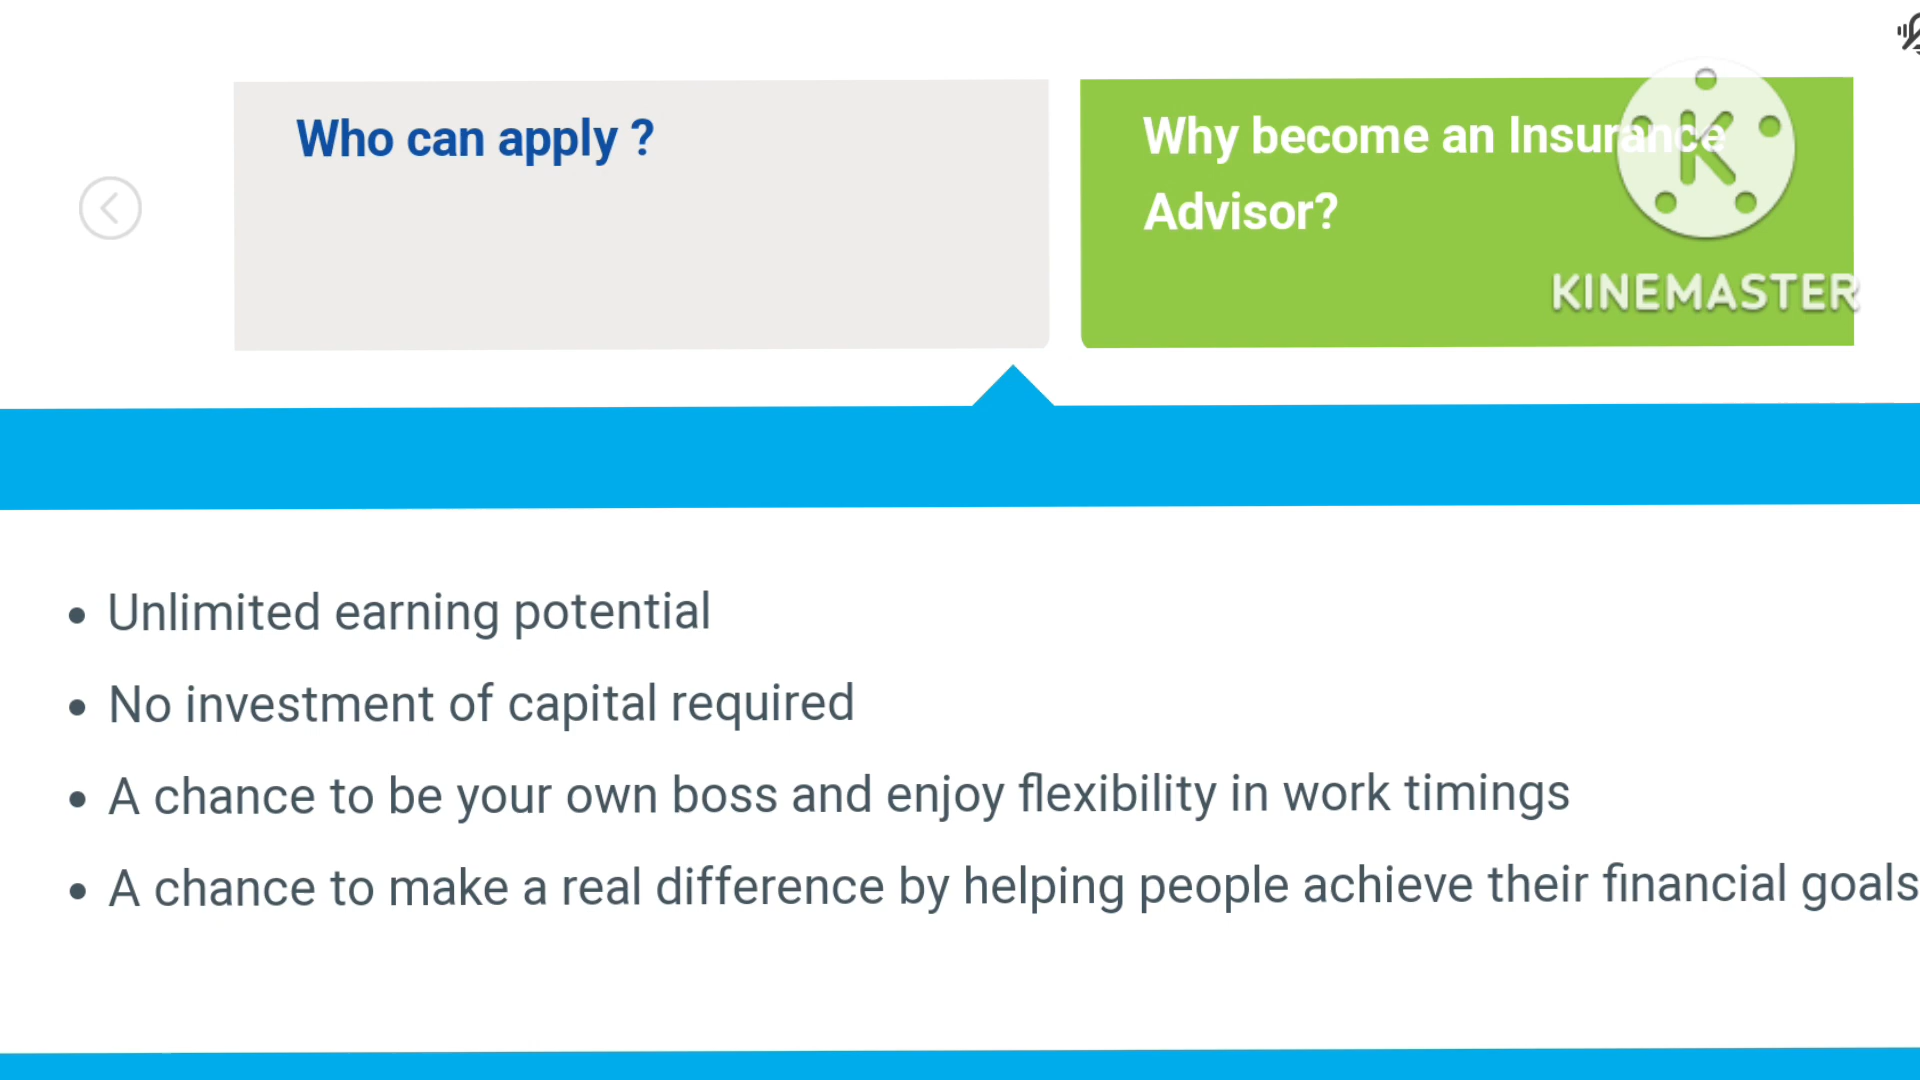 Who can apply ?
Why become an Insurance
Advisor?
KINEMASTER
Unlimited earning potential
No investment of capital required
A chance to be your own boss and enjoy flexibility in work timings
A chance to make a real difference by helping people achieve their financial goals